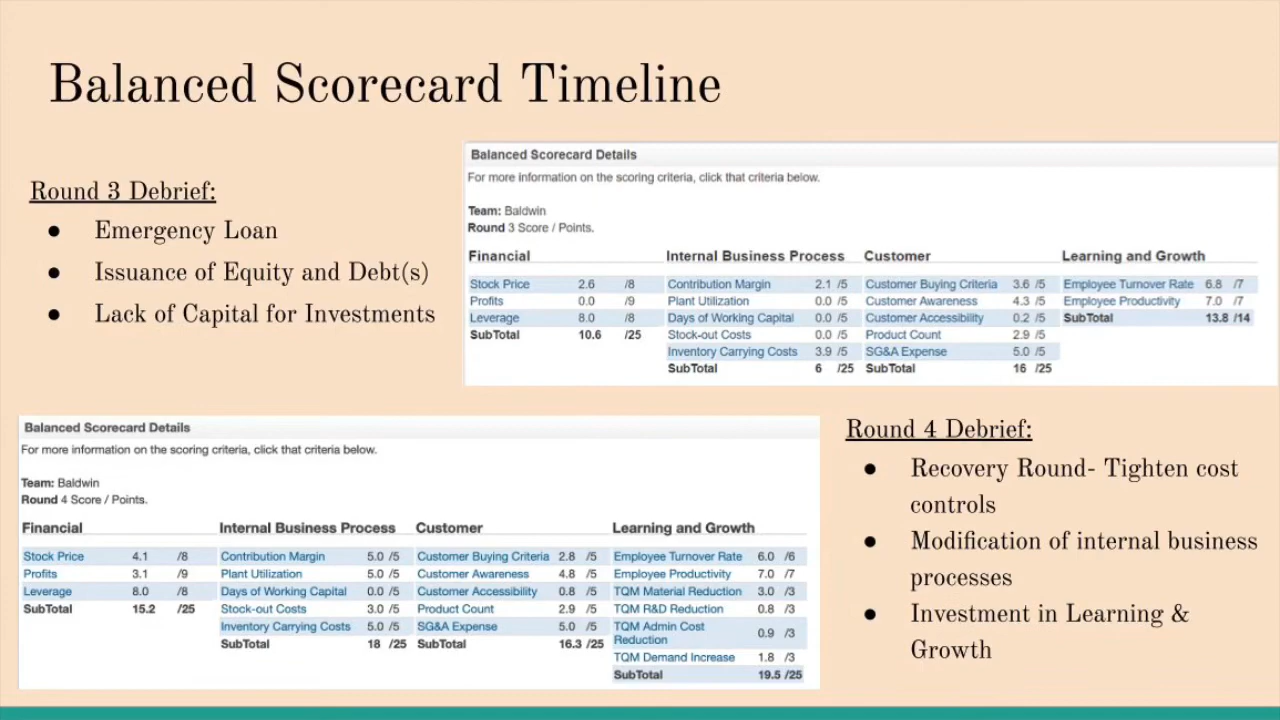 Balanced Scorecard Timeline
Round 3 Debrief:
● Emergency Loan
● Issuance of Equity and Debt(s)
● Lack of Capital for Investments
Balanced Scorecard Details
For more information on the scoring criteria, click that criteria below.
Team: Baldwin
Round 3 Score / Points.
Financial Internal Business Process Customer Learning and Growth
Stock Price 2.6 /8 Contribution Margin 2.1 /5 Customer Buying Criteria 3.6 /5 Employee Turnover Rate 6.8 /7
Profits 0.0 /9 Plant Utilization 0.0 /5 Customer Awareness 4.3 /5 Employee Productivity 7.0 /7
Leverage 8.0 /8 Days of Working Capital 0.0 /5 Customer Accessibility 0.2 /5 SubTotal 13.8 /14
SubTotal 10.6 /25 Stock-out Costs 0.0 /5 Product Count 2.9 /5
Inventory Carrying Costs 3.9 /5 SG&A Expense 5.0 /5
SubTotal 6 /25 SubTotal 16 /25
Balanced Scorecard Details
For more information on the scoring criteria, click that criteria below.
Team: Baldwin
Round 4 Score / Points.
Financial Internal Business Process Customer Learning and Growth
Stock Price 4.1 /8 Contribution Margin 5.0 /5 Customer Buying Criteria 2.8 /5 Employee Turnover Rate 6.0 /6
Profits 3.1 /9 Plant Utilization 5.0 /5 Customer Awareness 4.8 /5 Employee Productivity 7.0 /7
Leverage 8.0 /8 Days of Working Capital 0.0 /5 Customer Accessibility 0.8 /5 TQM Material Reduction 3.0 /3
SubTotal 15.2 /25 Stock-out Costs 3.0 /5 Product Count 2.9 /5 TQM R&D Reduction 0.8 /3
Inventory Carrying Costs 5.0 /5 SG&A Expense 5.0 /5 TQM Admin Cost
Reduction 0.9 /3
SubTotal 18 /25 SubTotal 16.3 /25
TQM Demand Increase 1.8 /3
SubTotal 19.5 /25
Round 4 Debrief:
● Recovery Round- Tighten cost
controls
● Modification of internal business
processes
● Investment in Learning &
Growth